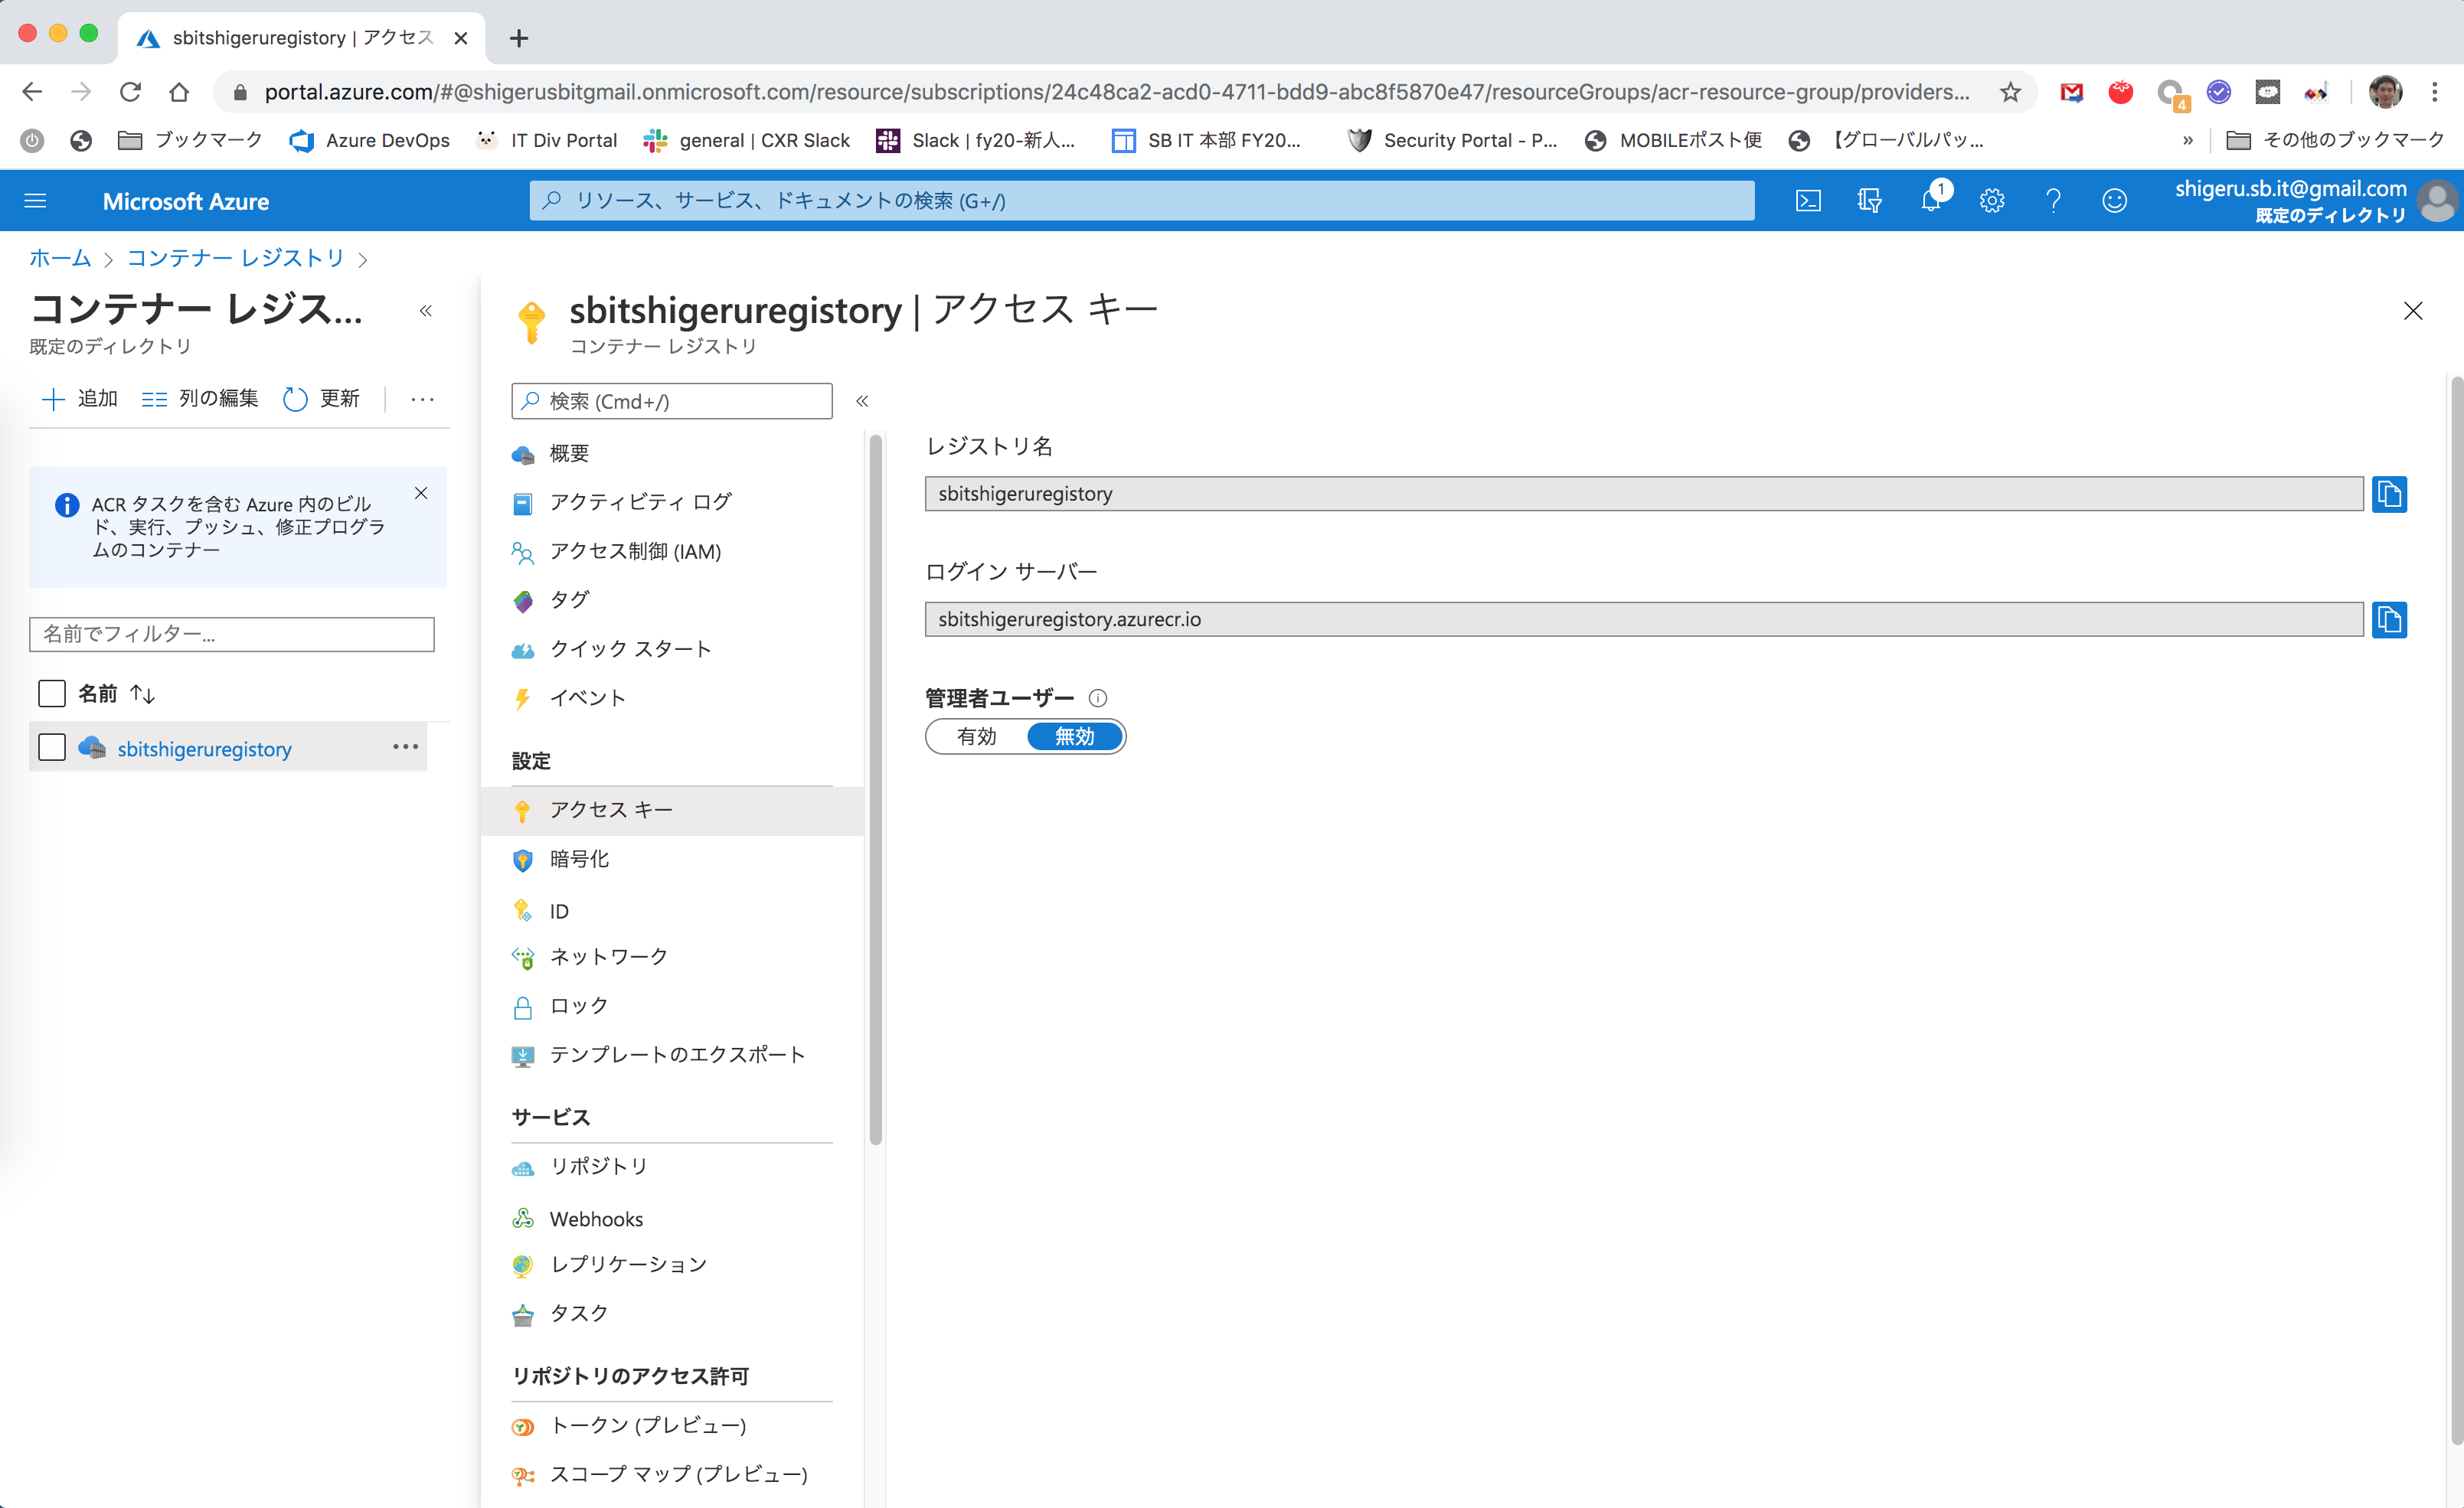 sbitshigeruregistory | アクセス
portal.azure.com/#@shigerusbitgmail.onmicrosoft.com/resource/subscriptions/24c48ca2-acd0-4711-bdd9-abc8f5870e47/resourceGroups/acr-resource-group/providers...
4
ブックマーク
Azure DevOps
IT Div Portal
general | CXR Slack
Slack | fy20-新人...
SB IT 本部 FY20...
Security Portal - P...
MOBILEポスト便
【グローバルパッ...
»
その他のブックマーク
Microsoft Azure
リソース、サービス、ドキュメントの検索 (G+/)
1
shigeru.sb.it@gmail.com
既定のディレクトリ
ホーム > コンテナー レジストリ >
コンテナー レジス...
«
既定のディレクトリ
追加
列の編集
更新
...
ACR タスクを含む Azure 内のビル
ド、実行、プッシュ、修正プログラ
ムのコンテナー
名前でフィルター...
名前 ↑↓
sbitshigeruregistory
...
sbitshigeruregistory | アクセス キー
コンテナー レジストリ
検索 (Cmd+/)
«
概要
アクティビティ ログ
アクセス制御 (IAM)
タグ
クイック スタート
イベント
設定
アクセス キー
暗号化
ID
ネットワーク
ロック
テンプレートのエクスポート
サービス
リポジトリ
Webhooks
レプリケーション
タスク
リポジトリのアクセス許可
トークン (プレビュー)
スコープ マップ (プレビュー)
レジストリ名
sbitshigeruregistory
ログイン サーバー
sbitshigeruregistory.azurecr.io
管理者ユーザー
有効
無効